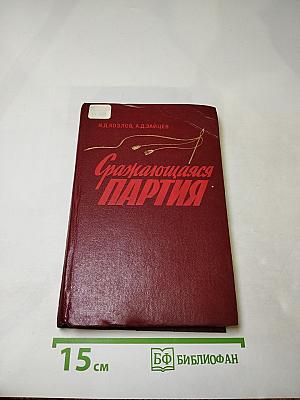 Н.Д.КОЗЛОВ, А.Д.ЗАЙЦЕВ
Сражающаяся
ПАРТИЯ
15 см
БФ БИБЛИОФАН